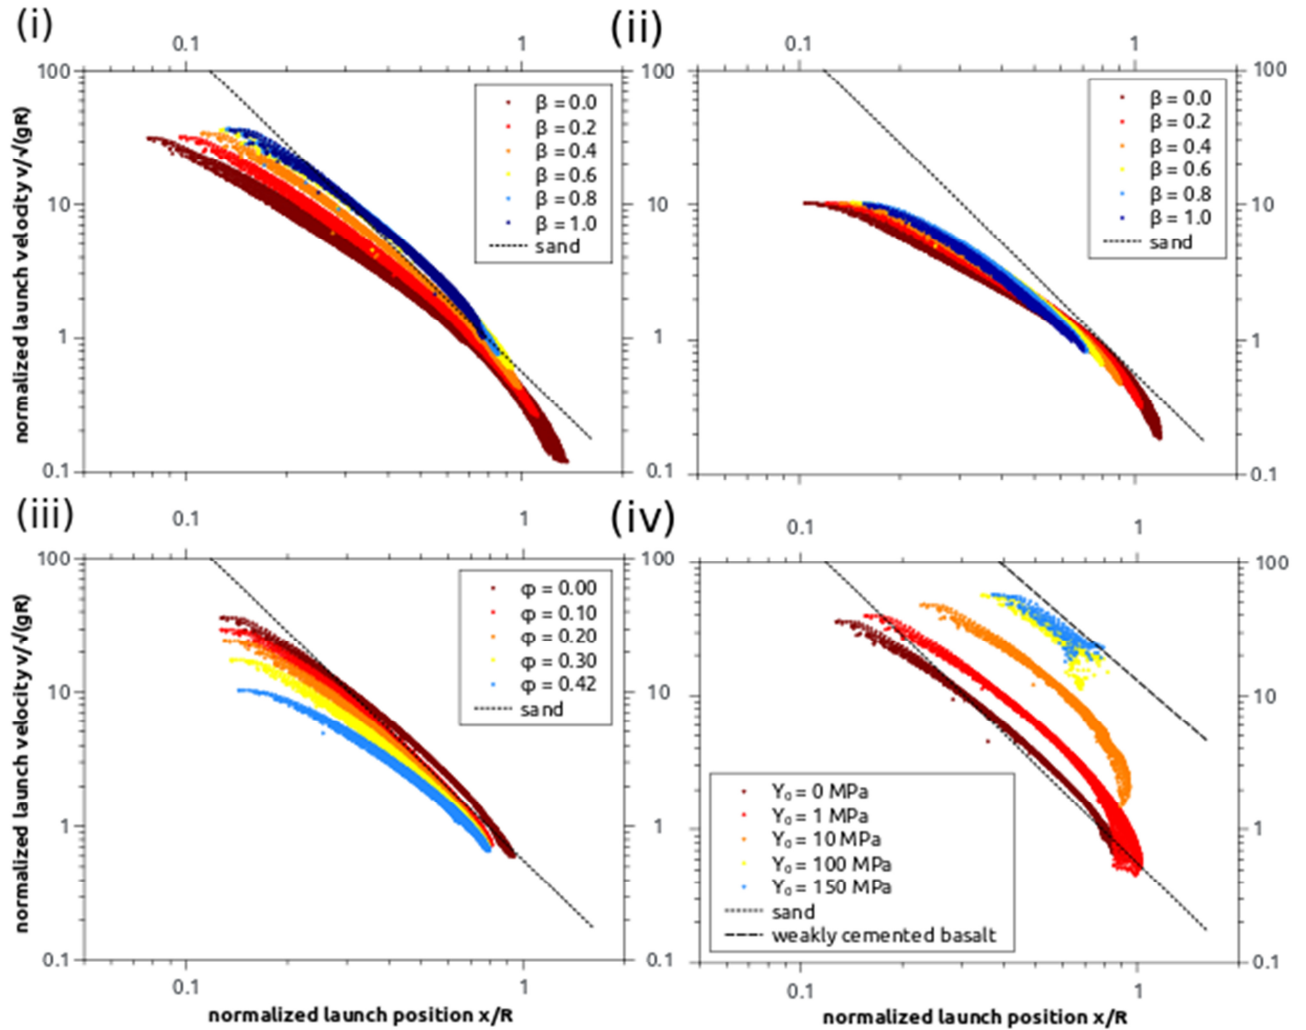 (i)
0.1 1
100
10
1
0.1
β = 0.0
β = 0.2
β = 0.4
β = 0.6
β = 0.8
β = 1.0
sand
normalized launch velodity v/√(gR)
(ii)
0.1 1
100 100
10 10
1 1
0.1 0.1
β = 0.0
β = 0.2
β = 0.4
β = 0.6
β = 0.8
β = 1.0
sand
(iii)
0.1 1
100
10
1
0.1
φ = 0.00
φ = 0.10
φ = 0.20
φ = 0.30
φ = 0.42
sand
0.1 1
normalized launch velocity v/√(gR)
normalized launch position x/R
(iv)
0.1 1
100 100
10 10
1 1
0.1 0.1
Y₀ = 0 MPa
Y₀ = 1 MPa
Y₀ = 10 MPa
Y₀ = 100 MPa
Y₀ = 150 MPa
sand
weakly cemented basalt
0.1 1
normalized launch position x/R